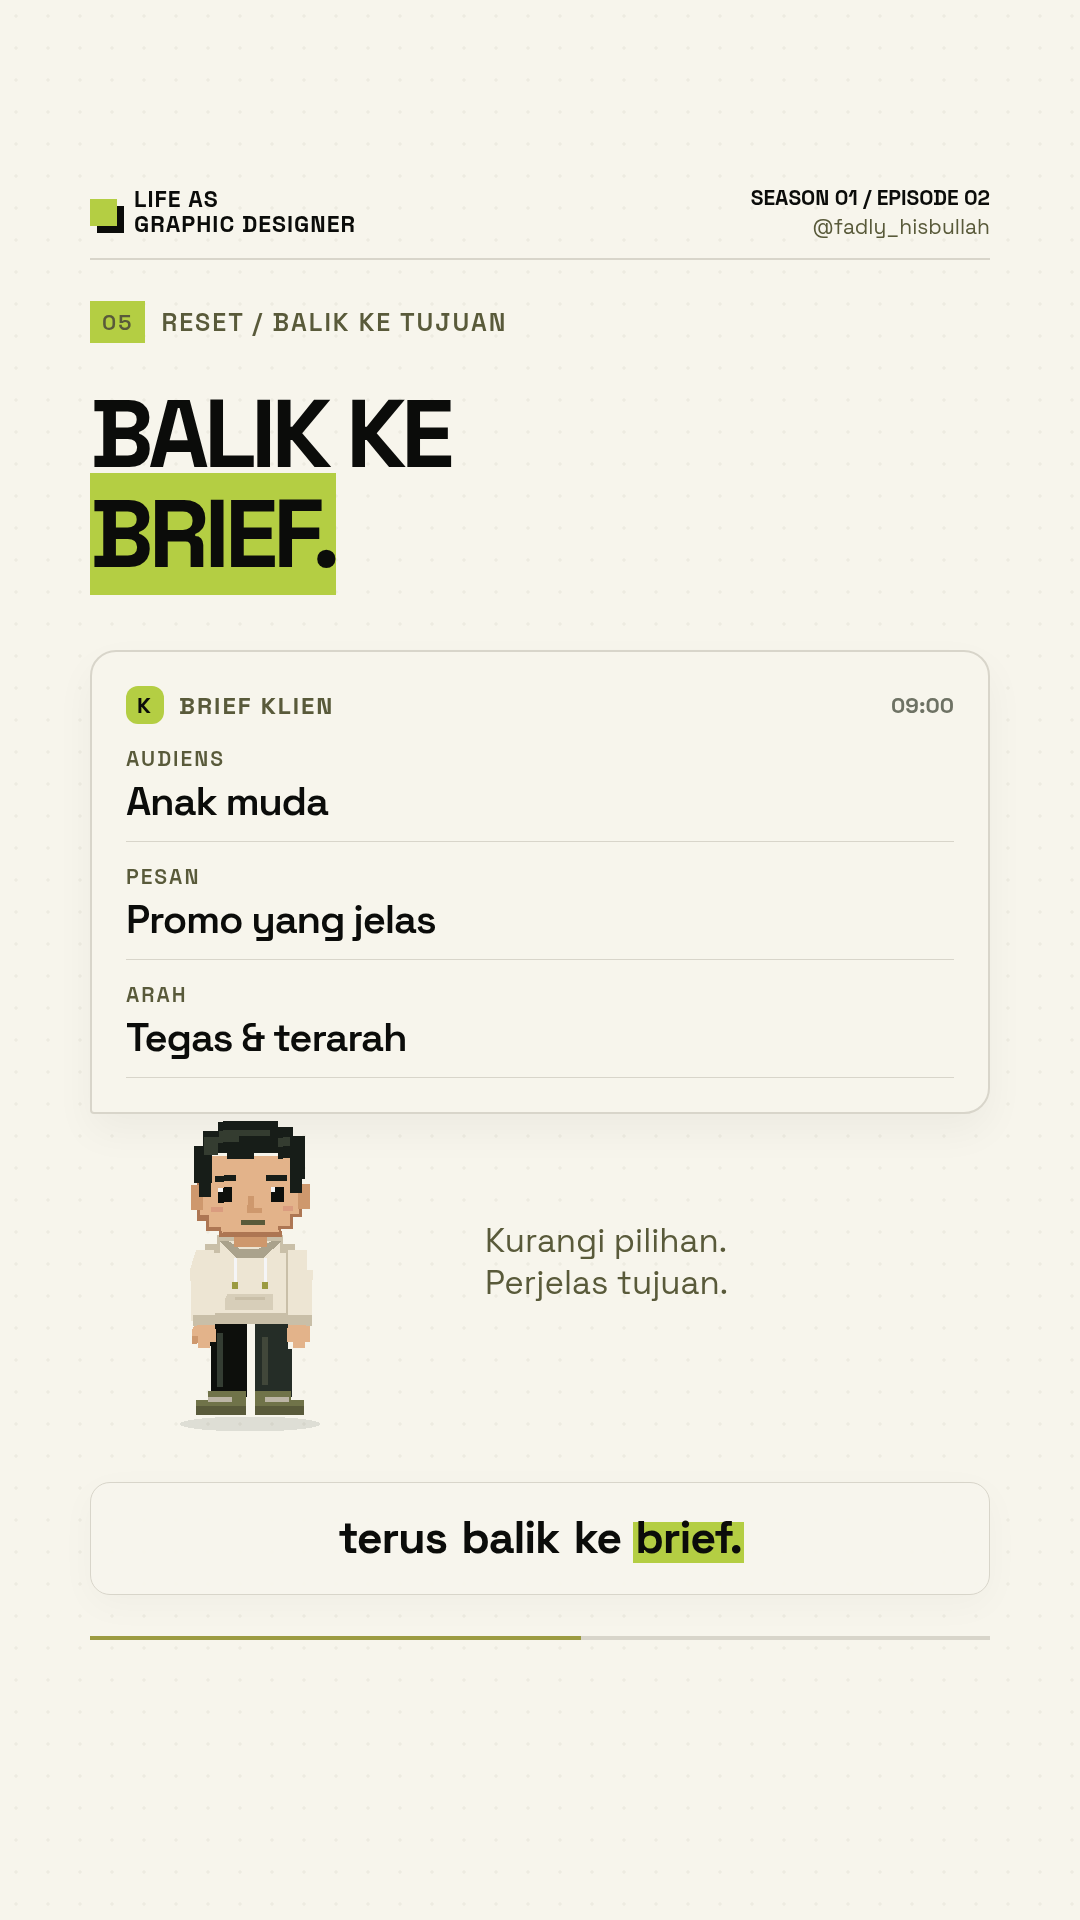 LIFE AS
GRAPHIC DESIGNER
SEASON 01 / EPISODE 02
@fadly_hisbullah
05 RESET / BALIK KE TUJUAN
BALIK KE
BRIEF.
K BRIEF KLIEN 09:00
AUDIENS
Anak muda
PESAN
Promo yang jelas
ARAH
Tegas & terarah
Kurangi pilihan.
Perjelas tujuan.
terus balik ke brief.